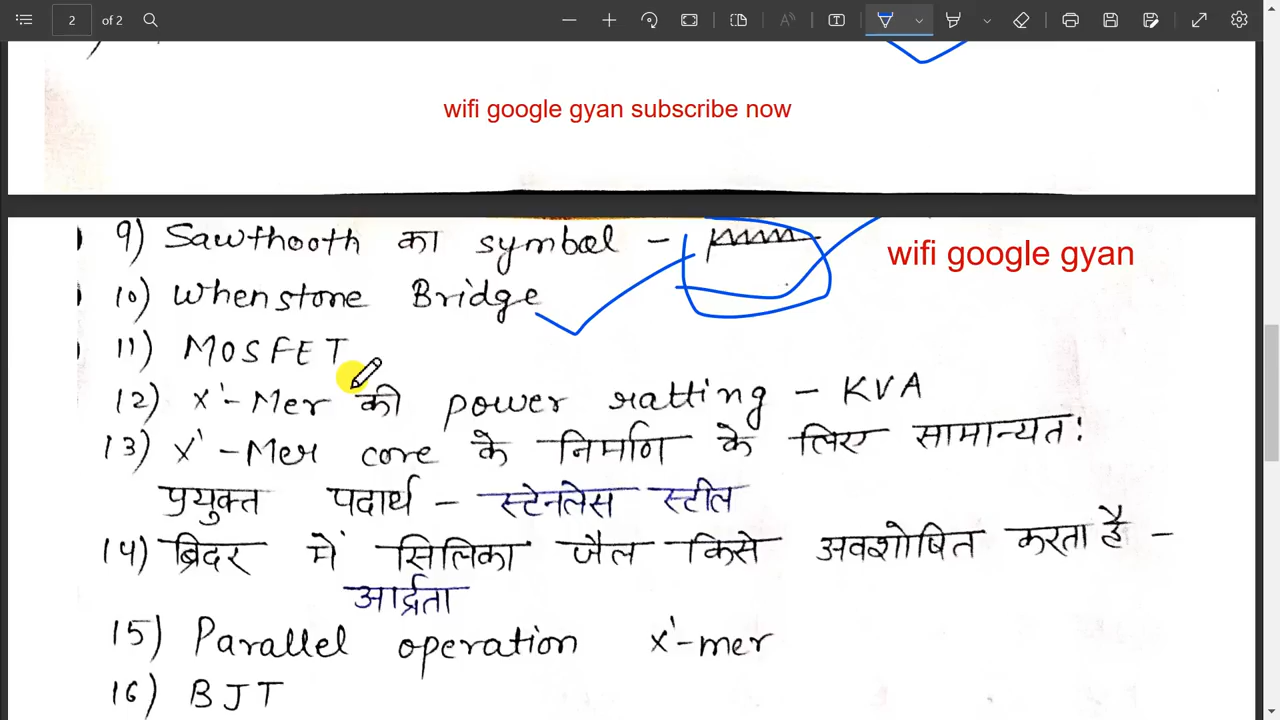 2 of 2
wifi google gyan subscribe now
9) Sawthooth का symbol -
wifi google gyan
10) Whenstone Bridge
11) MOSFET
12) X'-Mer की power ratting - KVA
13) X'-Mer core के निर्माण के लिए सामान्यत:
प्रयुक्त पदार्थ - स्टेनलेस स्टील
14) ब्रिदर में सिलिका जैल किसे अवशोषित करता है -
आर्द्रता
15) Parallel operation X'-mer
16) BJT